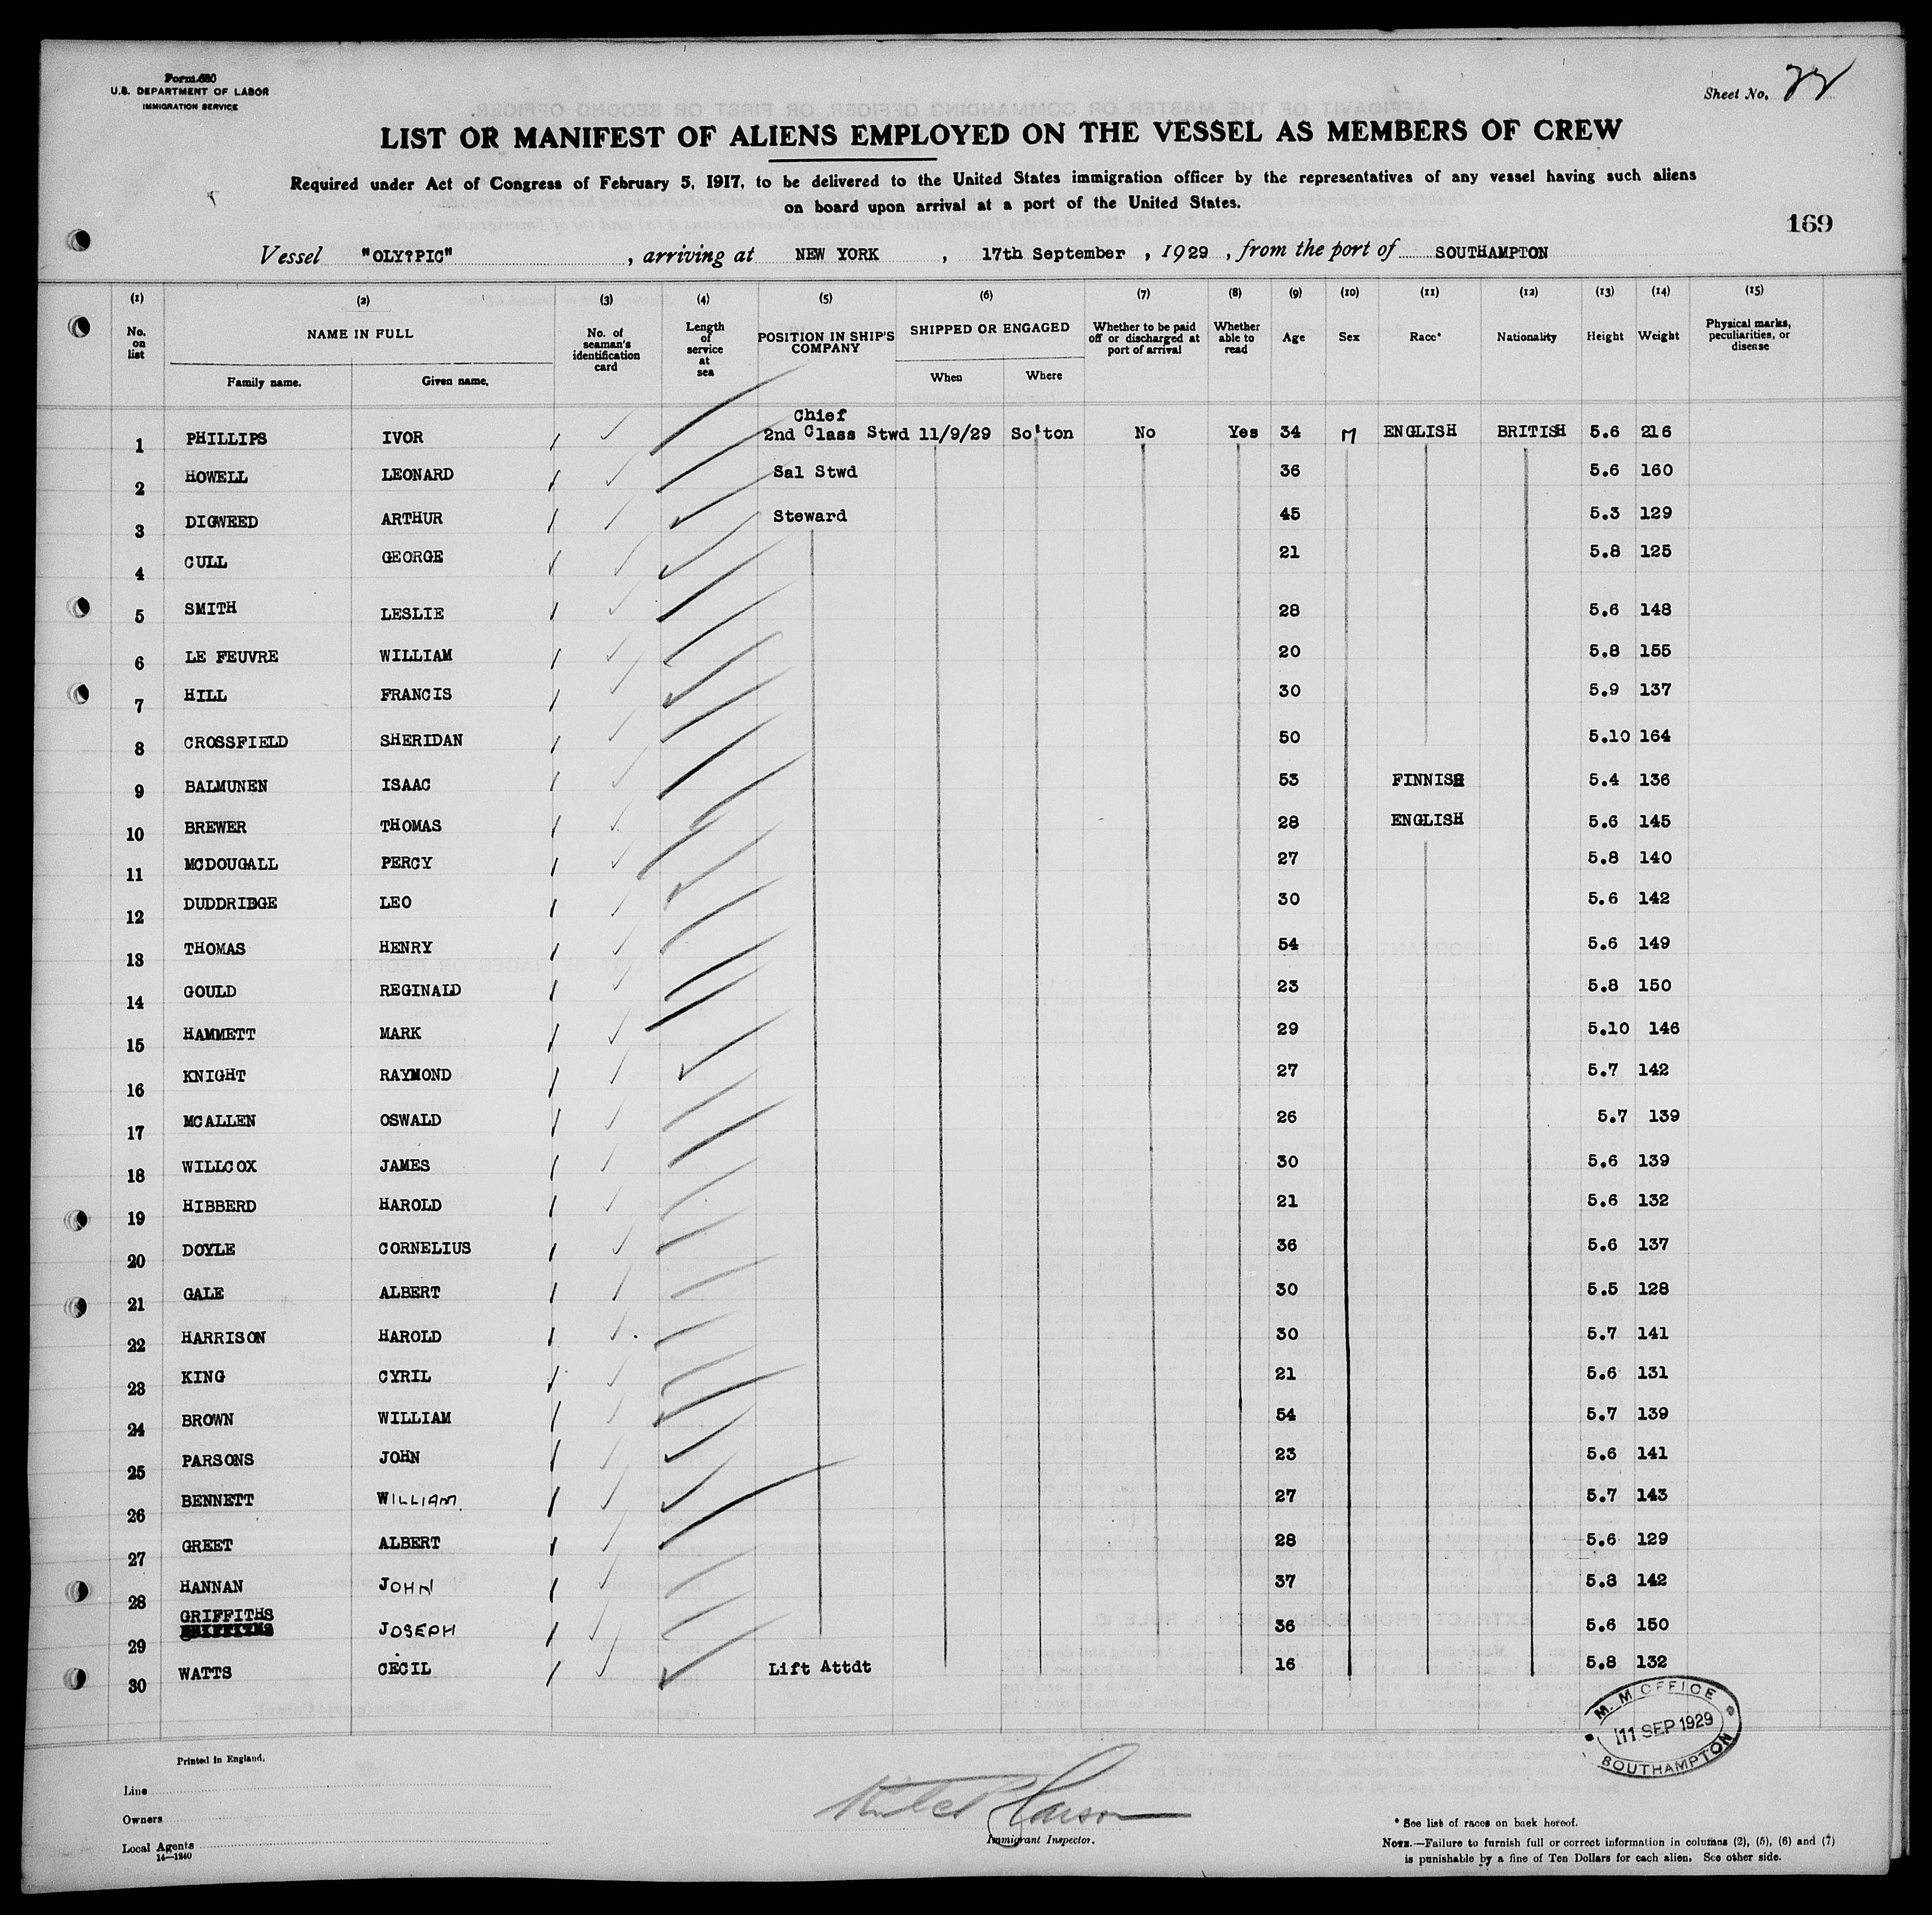 Form 680
U.S. DEPARTMENT OF LABOR
IMMIGRATION SERVICE
Sheet No. 22
LIST OR MANIFEST OF ALIENS EMPLOYED ON THE VESSEL AS MEMBERS OF CREW
Required under Act of Congress of February 5, 1917, to be delivered to the United States immigration officer by the representatives of any vessel having such aliens
on board upon arrival at a port of the United States.
169
Vessel "OLY?PIC", arriving at NEW YORK, 17th September, 1929, from the port of SOUTHAMPTON
(1) (2) (3) (4) (5) (6) (7) (8) (9) (10) (11) (12) (13) (14) (15)
No. on list NAME IN FULL No. of seaman's identification card Length of service at sea POSITION IN SHIP'S COMPANY SHIPPED OR ENGAGED Whether to be paid off or discharged at port of arrival Whether able to read Age Sex Race* Nationality Height Weight Physical marks, peculiarities, or disease
Family name. Given name. When Where
Chief
1 PHILLIPS IVOR 2nd Class Stwd 11/9/29 So'ton No Yes 34 M ENGLISH BRITISH 5.6 216
2 HOWELL LEONARD Sal Stwd 36 5.6 160
3 DIGWEED ARTHUR Steward 45 5.3 129
4 CULL GEORGE 21 5.8 125
5 SMITH LESLIE 28 5.6 148
6 LE FEUVRE WILLIAM 20 5.8 155
7 HILL FRANCIS 30 5.9 137
8 CROSSFIELD SHERIDAN 50 5.10 164
9 BALMUNEN ISAAC 53 FINNISH 5.4 136
10 BREWER THOMAS 28 ENGLISH 5.6 145
11 MCDOUGALL PERCY 27 5.8 140
12 DUDDRIDGE LEO 30 5.6 142
13 THOMAS HENRY 54 5.6 149
14 GOULD REGINALD 23 5.8 150
15 HAMMETT MARK 29 5.10 146
16 KNIGHT RAYMOND 27 5.7 142
17 MCALLEN OSWALD 26 5.7 139
18 WILLCOX JAMES 30 5.6 139
19 HIBBERD HAROLD 21 5.6 132
20 DOYLE CORNELIUS 36 5.6 137
21 GALE ALBERT 30 5.5 128
22 HARRISON HAROLD 30 5.7 141
23 KING CYRIL 21 5.6 131
24 BROWN WILLIAM 54 5.7 139
25 PARSONS JOHN 23 5.6 141
26 BENNETT WILLIAM. 27 5.7 143
27 GREET ALBERT 28 5.6 129
28 HANNAN JOHN 37 5.8 142
29 GRIFFITHS JOSEPH 36 5.6 150
30 WATTS CECIL Lift Attdt 16 5.8 132
M. M OFFICE
11 SEP 1929
SOUTHAMPTON
Printed in England.
Line
Owners
Local Agents
14—1240
Immigrant Inspector.
* See list of races on back hereof.
NOTE.—Failure to furnish full or correct information in columns (2), (5), (6) and (7)
is punishable by a fine of Ten Dollars for each alien. See other side.